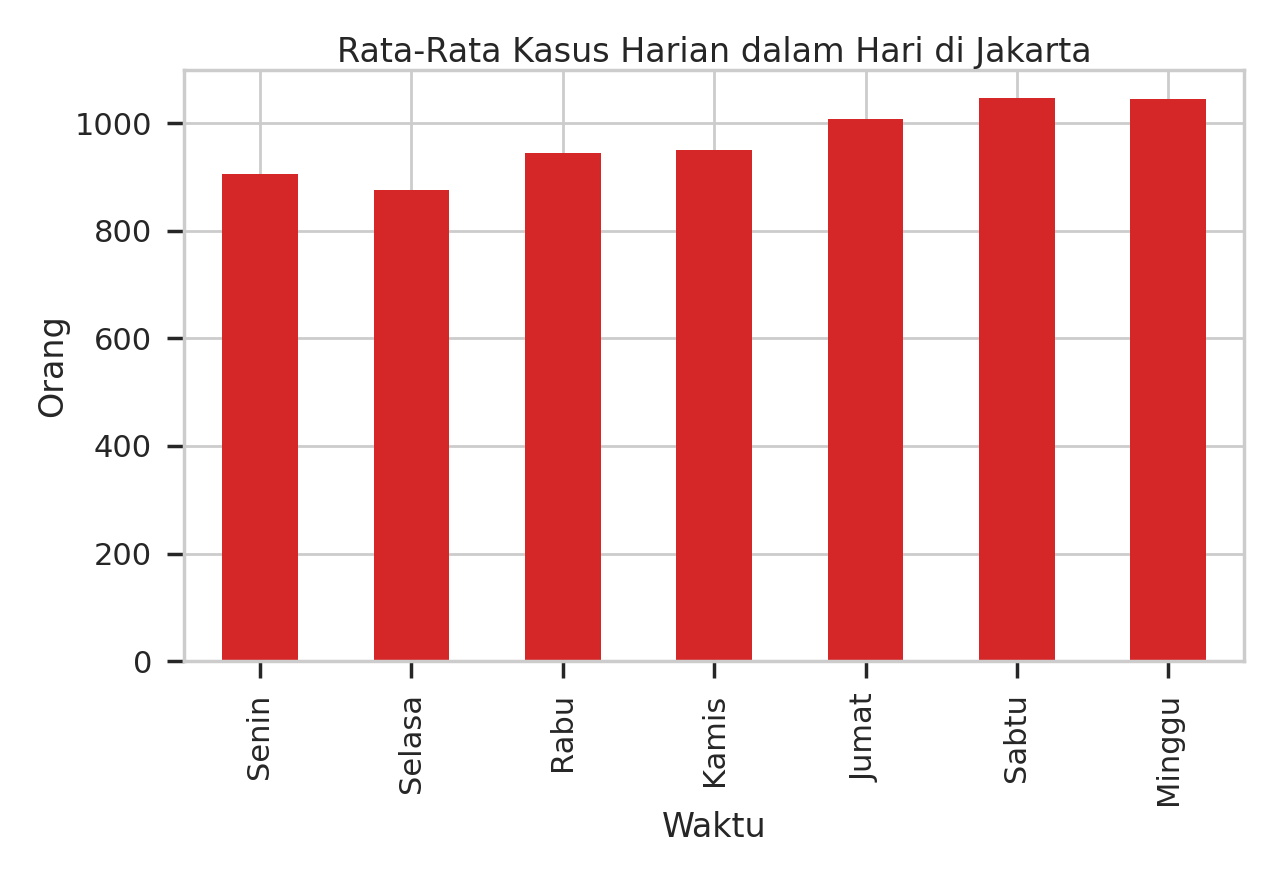 Rata-Rata Kasus Harian dalam Hari di Jakarta
1000
800
600
400
200
0
Orang
Senin
Selasa
Rabu
Kamis
Jumat
Sabtu
Minggu
Waktu